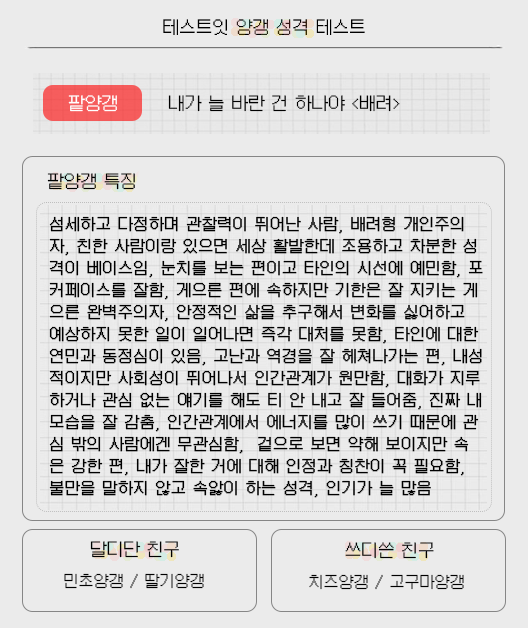 테스트잇 양갱 성격 테스트
팥양갱 내가 늘 바란 건 하나야 <배려>
팥양갱 특징
섬세하고 다정하며 관찰력이 뛰어난 사람, 배려형 개인주의
자, 친한 사람이랑 있으면 세상 활발한데 조용하고 차분한 성
격이 베이스임, 눈치를 보는 편이고 타인의 시선에 예민함, 포
커페이스를 잘함, 게으른 편에 속하지만 기한은 잘 지키는 게
으른 완벽주의자, 안정적인 삶을 추구해서 변화를 싫어하고
예상하지 못한 일이 일어나면 즉각 대처를 못함, 타인에 대한
연민과 동정심이 있음, 고난과 역경을 잘 헤쳐나가는 편, 내성
적이지만 사회성이 뛰어나서 인간관계가 원만함, 대화가 지루
하거나 관심 없는 얘기를 해도 티 안 내고 잘 들어줌, 진짜 내
모습을 잘 감춤, 인간관계에서 에너지를 많이 쓰기 때문에 관
심 밖의 사람에겐 무관심함, 겉으로 보면 약해 보이지만 속
은 강한 편, 내가 잘한 거에 대해 인정과 칭찬이 꼭 필요함,
불만을 말하지 않고 속앓이 하는 성격, 인기가 늘 많음
달디단 친구
민초양갱 / 딸기양갱
쓰디쓴 친구
치즈양갱 / 고구마양갱